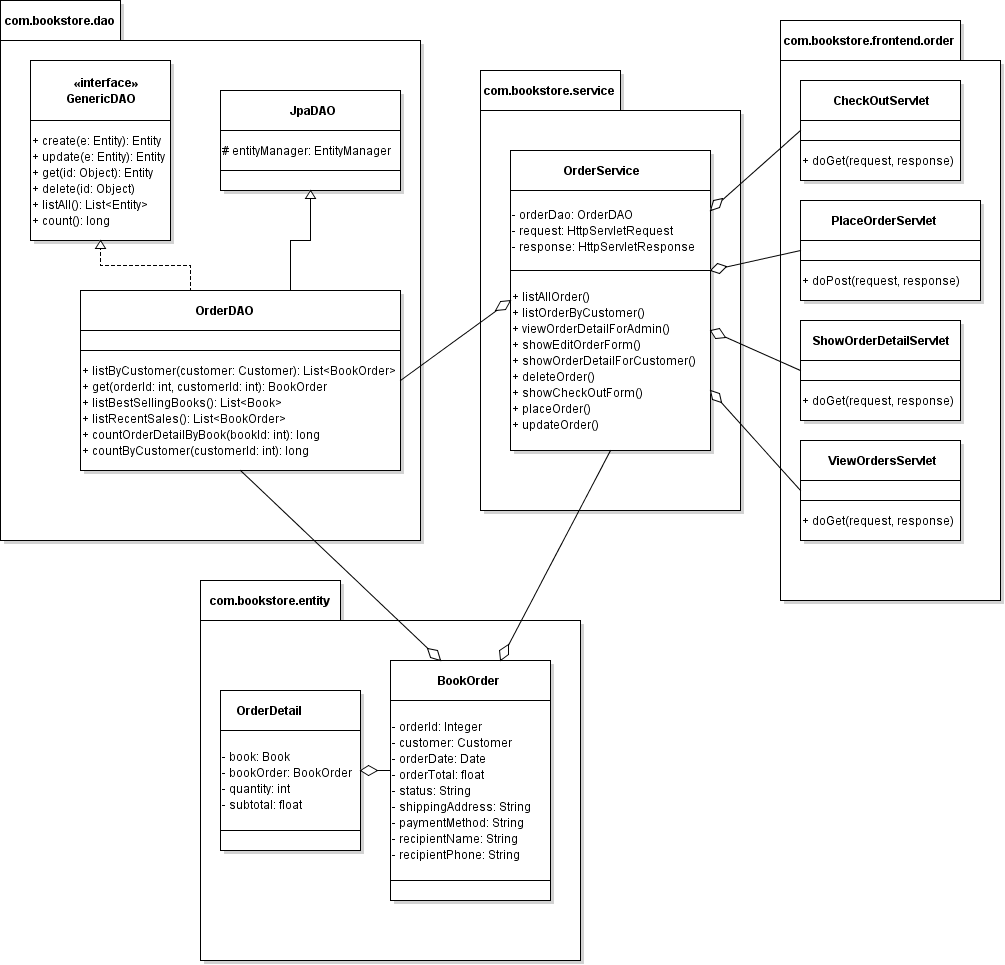 com.bookstore.dao
«interface»
GenericDAO
+ create(e: Entity): Entity
+ update(e: Entity): Entity
+ get(id: Object): Entity
+ delete(id: Object)
+ listAll(): List<Entity>
+ count(): long
JpaDAO
# entityManager: EntityManager
OrderDAO
+ listByCustomer(customer: Customer): List<BookOrder>
+ get(orderId: int, customerId: int): BookOrder
+ listBestSellingBooks(): List<Book>
+ listRecentSales(): List<BookOrder>
+ countOrderDetailByBook(bookId: int): long
+ countByCustomer(customerId: int): long
com.bookstore.service
OrderService
- orderDao: OrderDAO
- request: HttpServletRequest
- response: HttpServletResponse
+ listAllOrder()
+ listOrderByCustomer()
+ viewOrderDetailForAdmin()
+ showEditOrderForm()
+ showOrderDetailForCustomer()
+ deleteOrder()
+ showCheckOutForm()
+ placeOrder()
+ updateOrder()
com.bookstore.frontend.order
CheckOutServlet
+ doGet(request, response)
PlaceOrderServlet
+ doPost(request, response)
ShowOrderDetailServlet
+ doGet(request, response)
ViewOrdersServlet
+ doGet(request, response)
com.bookstore.entity
OrderDetail
- book: Book
- bookOrder: BookOrder
- quantity: int
- subtotal: float
BookOrder
- orderId: Integer
- customer: Customer
- orderDate: Date
- orderTotal: float
- status: String
- shippingAddress: String
- paymentMethod: String
- recipientName: String
- recipientPhone: String